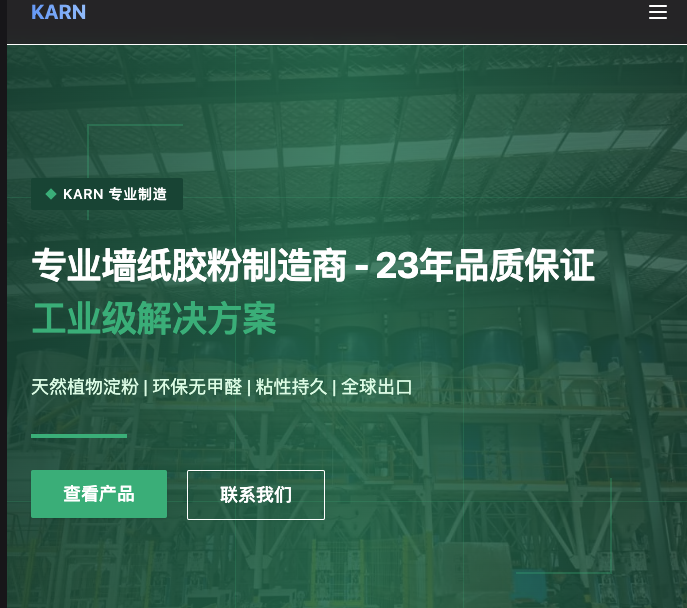 KARN
KARN 专业制造
专业墙纸胶粉制造商 - 23年品质保证
工业级解决方案
天然植物淀粉 | 环保无甲醛 | 粘性持久 | 全球出口
查看产品
联系我们